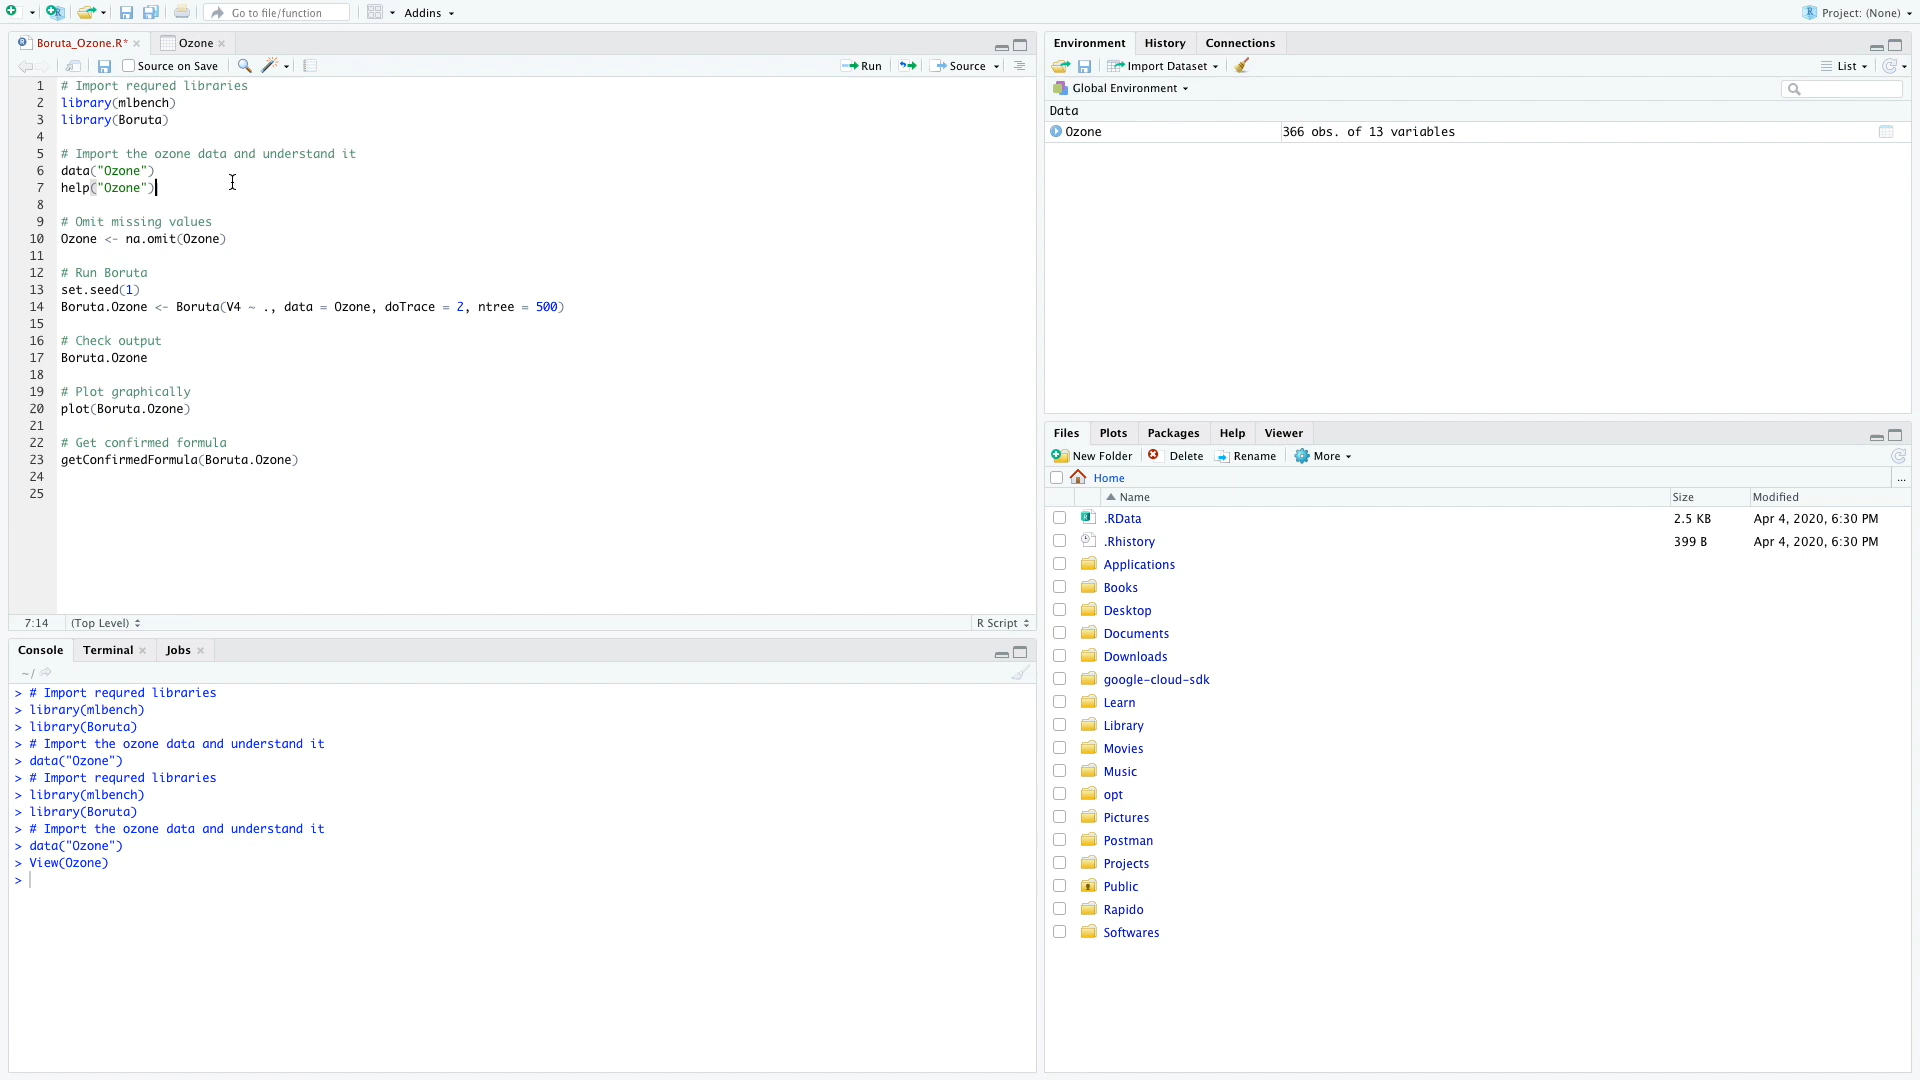 Go to file/function
Addins
Project: (None)
Boruta_Ozone.R*
Ozone
Source on Save
Run
Source
1 # Import requred libraries
2 library(mlbench)
3 library(Boruta)
4
5 # Import the ozone data and understand it
6 data("Ozone")
7 help("Ozone")
8
9 # Omit missing values
10 Ozone <- na.omit(Ozone)
11
12 # Run Boruta
13 set.seed(1)
14 Boruta.Ozone <- Boruta(V4 ~ ., data = Ozone, doTrace = 2, ntree = 500)
15
16 # Check output
17 Boruta.Ozone
18
19 # Plot graphically
20 plot(Boruta.Ozone)
21
22 # Get confirmed formula
23 getConfirmedFormula(Boruta.Ozone)
24
25
7:14 (Top Level) R Script
Console Terminal Jobs
~/
> # Import requred libraries
> library(mlbench)
> library(Boruta)
> # Import the ozone data and understand it
> data("Ozone")
> # Import requred libraries
> library(mlbench)
> library(Boruta)
> # Import the ozone data and understand it
> data("Ozone")
> View(Ozone)
>
Environment History Connections
Import Dataset List
Global Environment
Data
Ozone 366 obs. of 13 variables
Files Plots Packages Help Viewer
New Folder Delete Rename More
Home ...
Name Size Modified
.RData 2.5 KB Apr 4, 2020, 6:30 PM
.Rhistory 399 B Apr 4, 2020, 6:30 PM
Applications
Books
Desktop
Documents
Downloads
google-cloud-sdk
Learn
Library
Movies
Music
opt
Pictures
Postman
Projects
Public
Rapido
Softwares